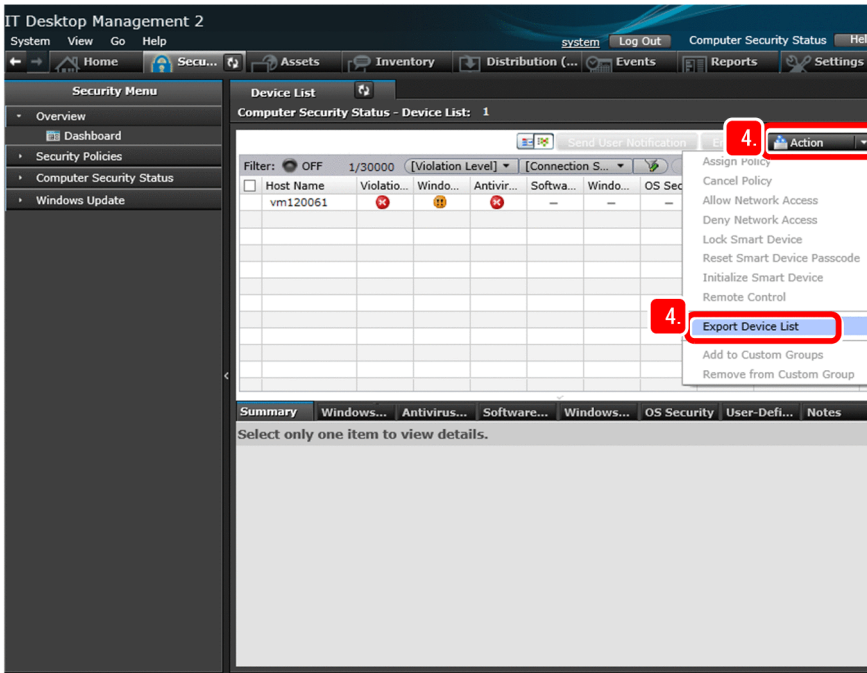 IT Desktop Management 2
System View Go Help
system Log Out Computer Security Status Hel
Home Secu... Assets Inventory Distribution (... Events Reports Settings
Security Menu
Overview
Dashboard
Security Policies
Computer Security Status
Windows Update
Device List
Computer Security Status - Device List: 1
Send User Notification
4. Action
Filter: OFF 1/30000 [Violation Level] [Connection S...
Host Name Violatio... Windo... Antivir... Softwa... Windo... OS Sec
vm120061 – – –
Assign Policy
Cancel Policy
Allow Network Access
Deny Network Access
Lock Smart Device
Reset Smart Device Passcode
Initialize Smart Device
Remote Control
4. Export Device List
Add to Custom Groups
Remove from Custom Group
Summary Windows... Antivirus... Software... Windows... OS Security User-Defi... Notes
Select only one item to view details.